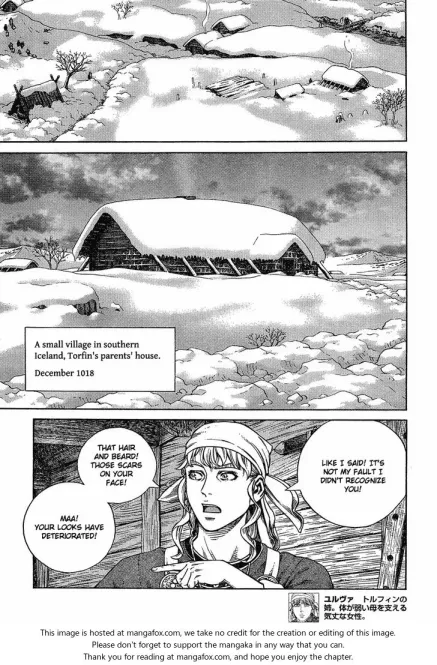 A small village in southern
Iceland, Torfin's parents' house.
December 1018
LIKE I SAID! IT'S
NOT MY FAULT I
DIDN'T RECOGNIZE
YOU!
THAT HAIR
AND BEARD!
THOSE SCARS
ON YOUR
FACE!
MAA!
YOUR LOOKS HAVE
DETERIORATED!
ユルヴァ トルフィンの
姉。体が弱い母を支える
気丈な女性。
This image is hosted at mangafox.com, we take no credit for the creation or editing of this image.
Please don't forget to support the mangaka in any way that you can.
Thank you for reading at mangafox.com, and hope you enjoy the chapter.